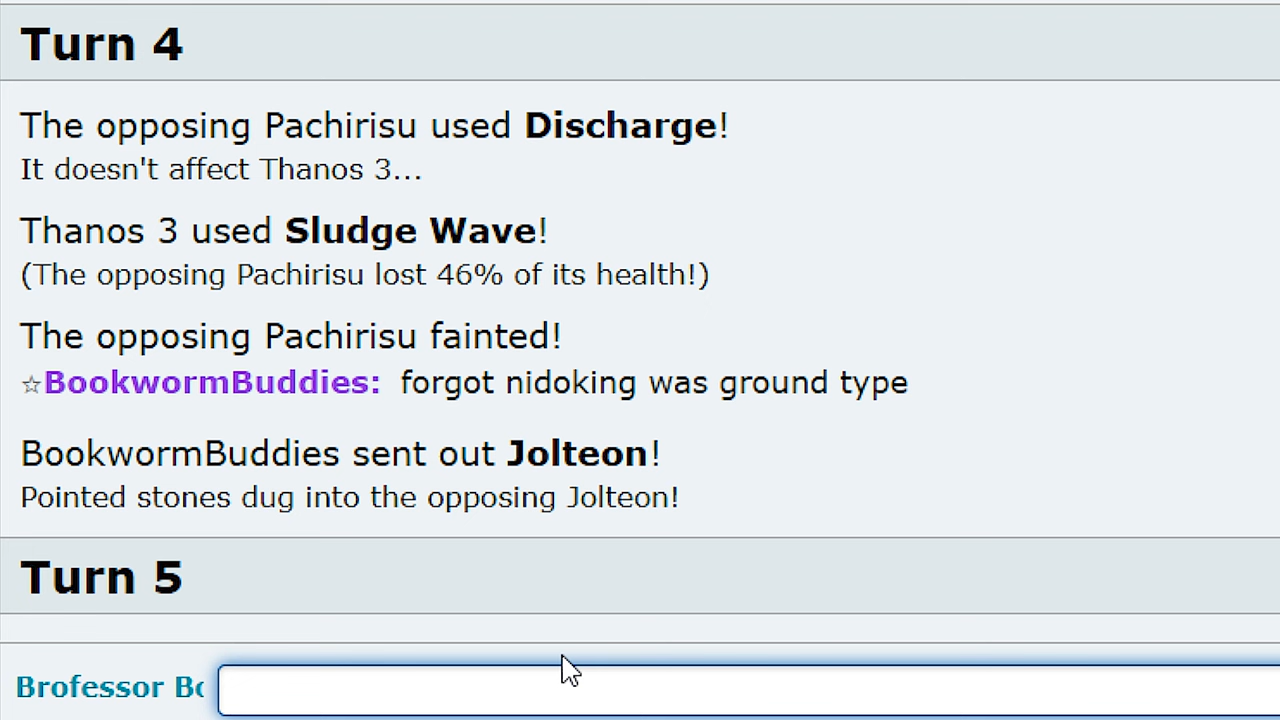 Turn 4
The opposing Pachirisu used Discharge!
It doesn't affect Thanos 3...
Thanos 3 used Sludge Wave!
(The opposing Pachirisu lost 46% of its health!)
The opposing Pachirisu fainted!
☆BookwormBuddies: forgot nidoking was ground type
BookwormBuddies sent out Jolteon!
Pointed stones dug into the opposing Jolteon!
Turn 5
Brofessor